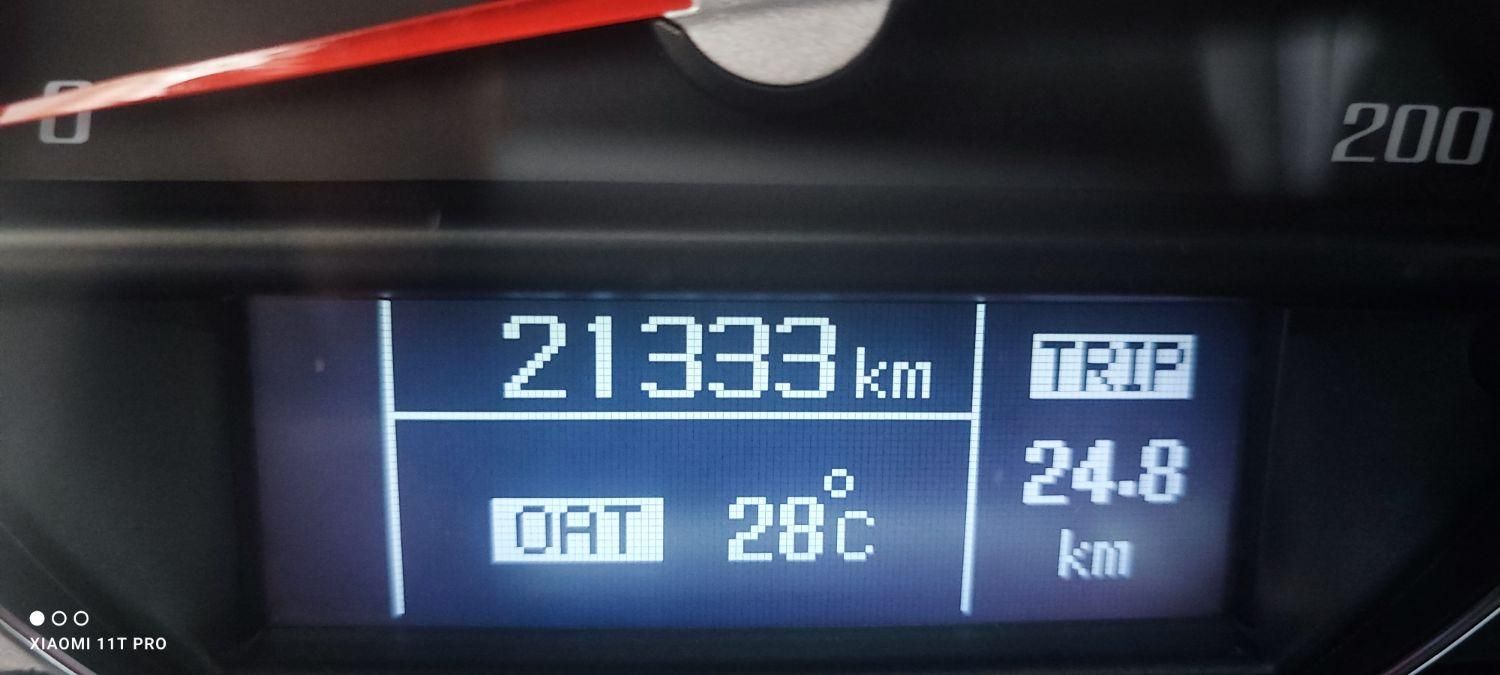 0
200
21333 km
TRIP
24.8
km
OAT 28°C
XIAOMI 11T PRO